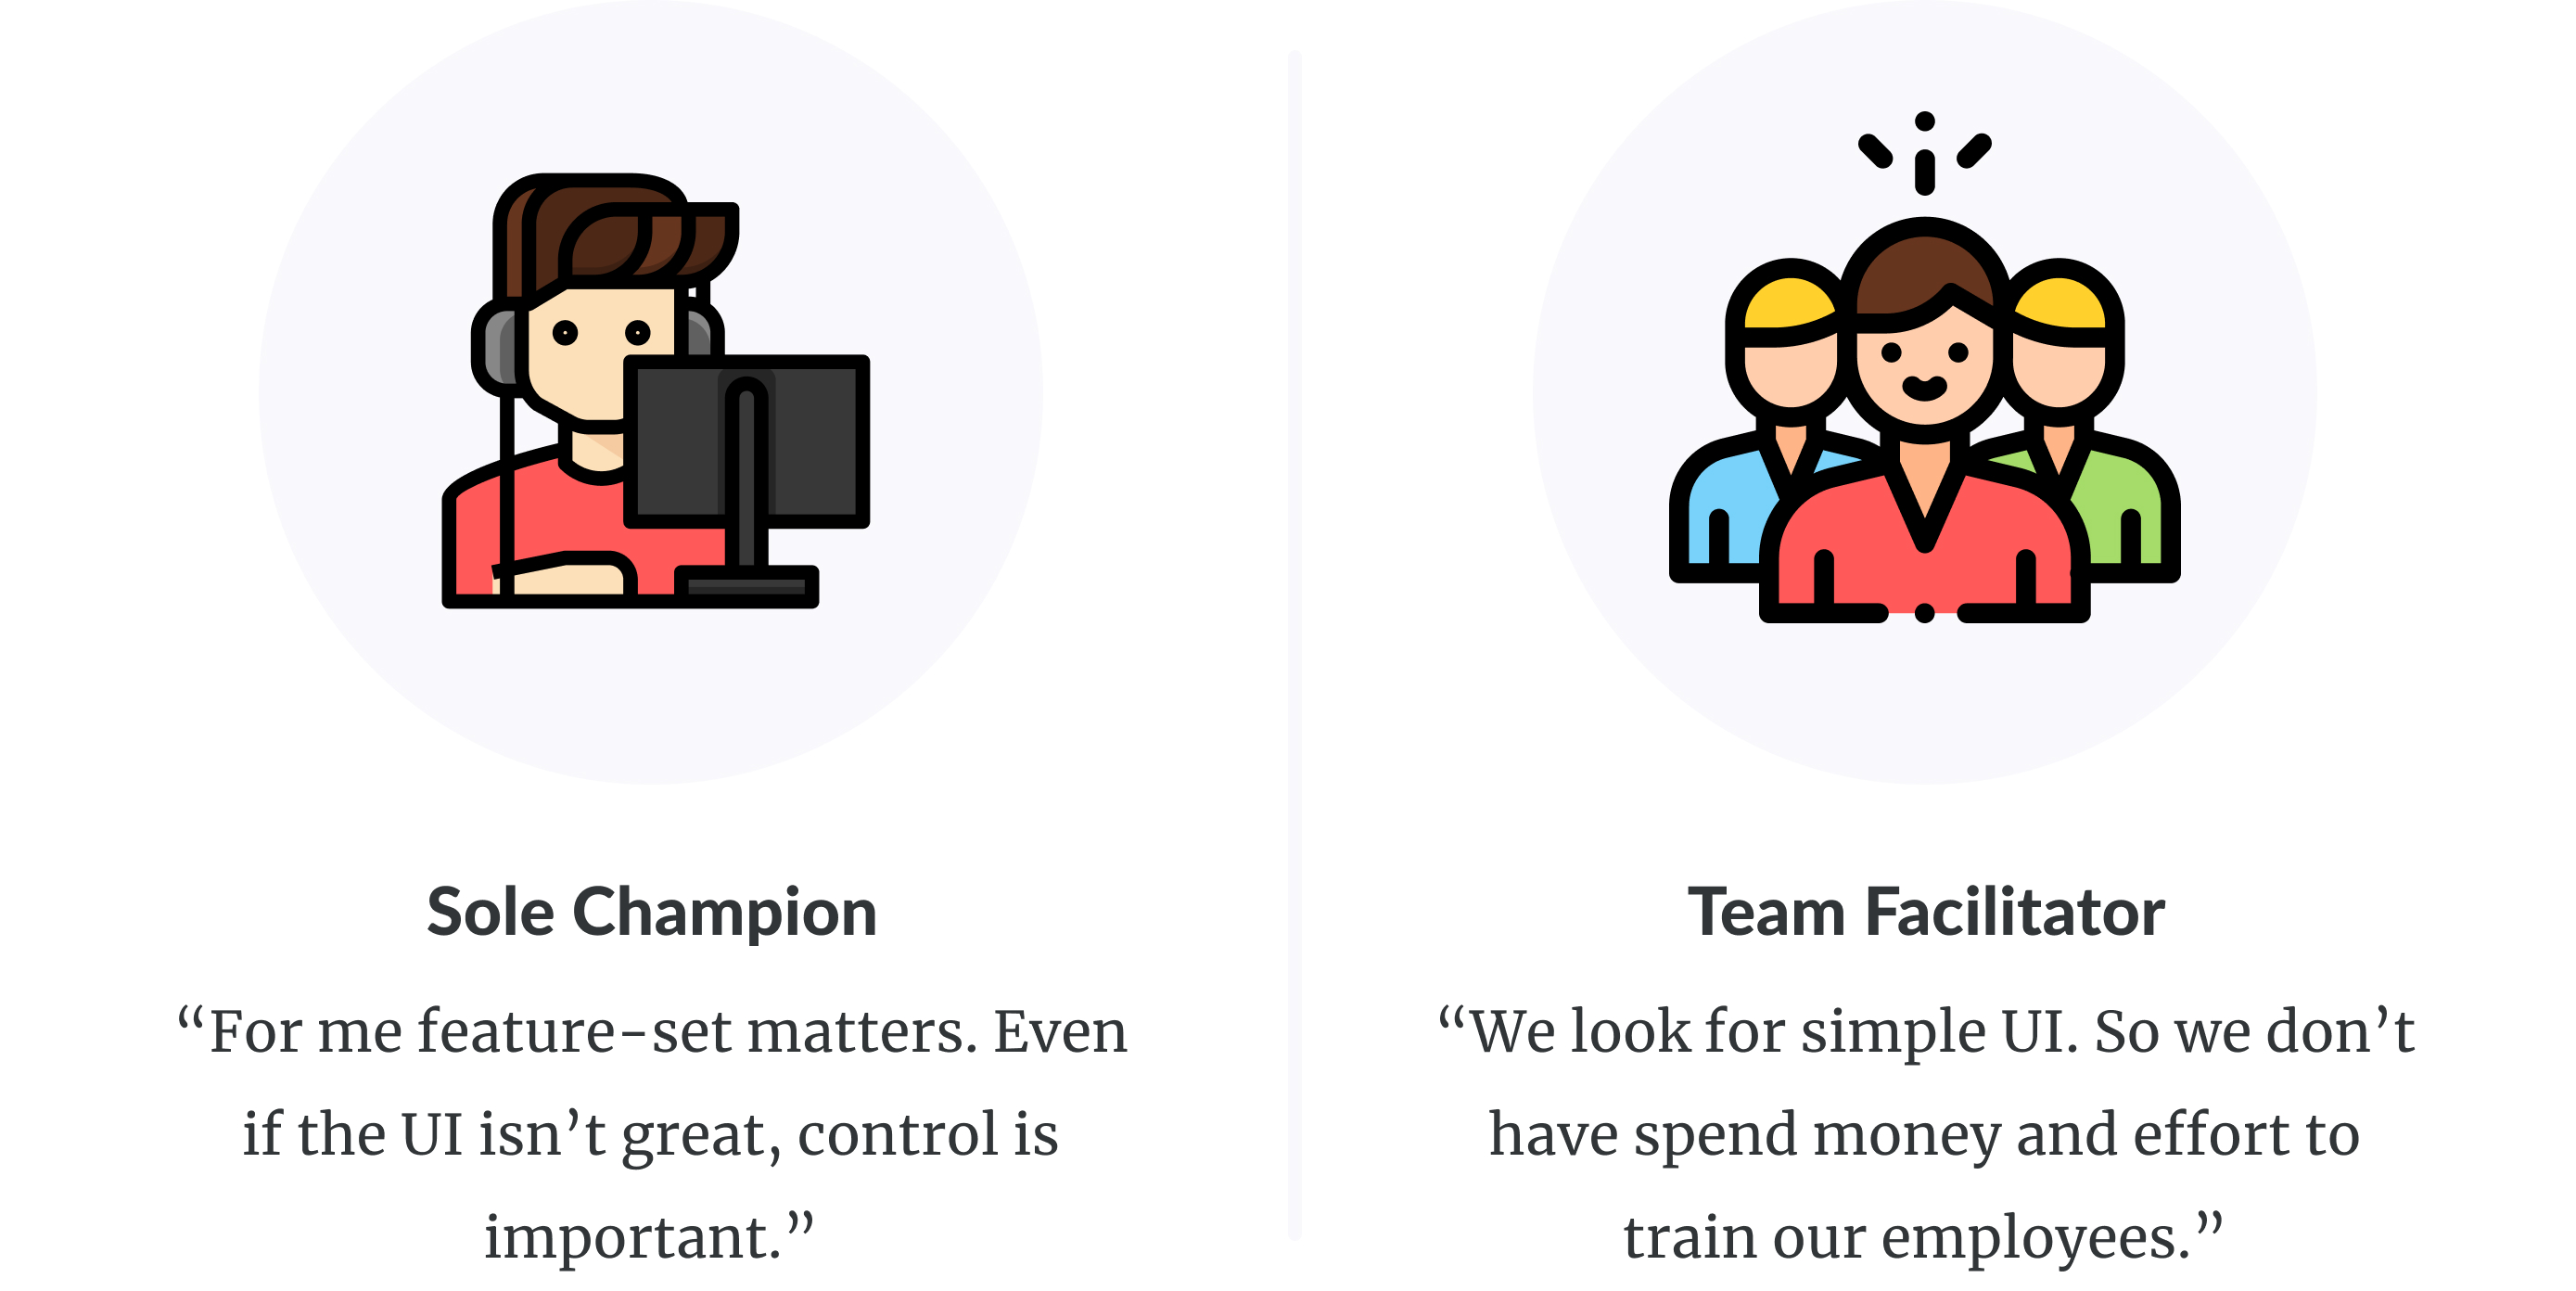 Sole Champion
“For me feature-set matters. Even
if the UI isn’t great, control is
important.”
Team Facilitator
“We look for simple UI. So we don’t
have spend money and effort to
train our employees.”